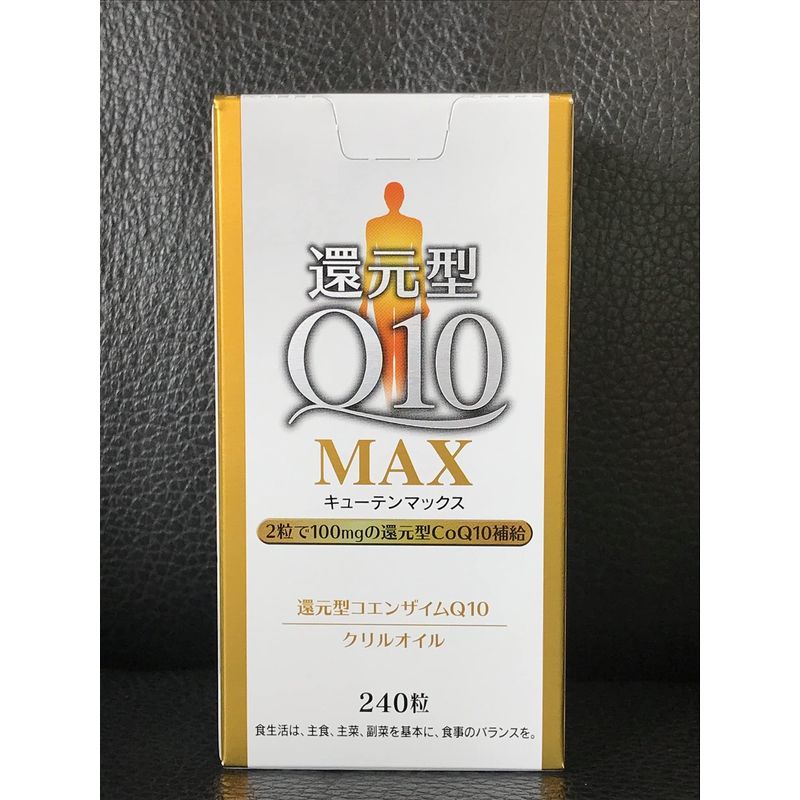 還元型
Q10
MAX
キューテンマックス
2粒で100mgの還元型CoQ10補給
還元型コエンザイムQ10
クリルオイル
240粒
食生活は、主食、主菜、副菜を基本に、食事のバランスを。